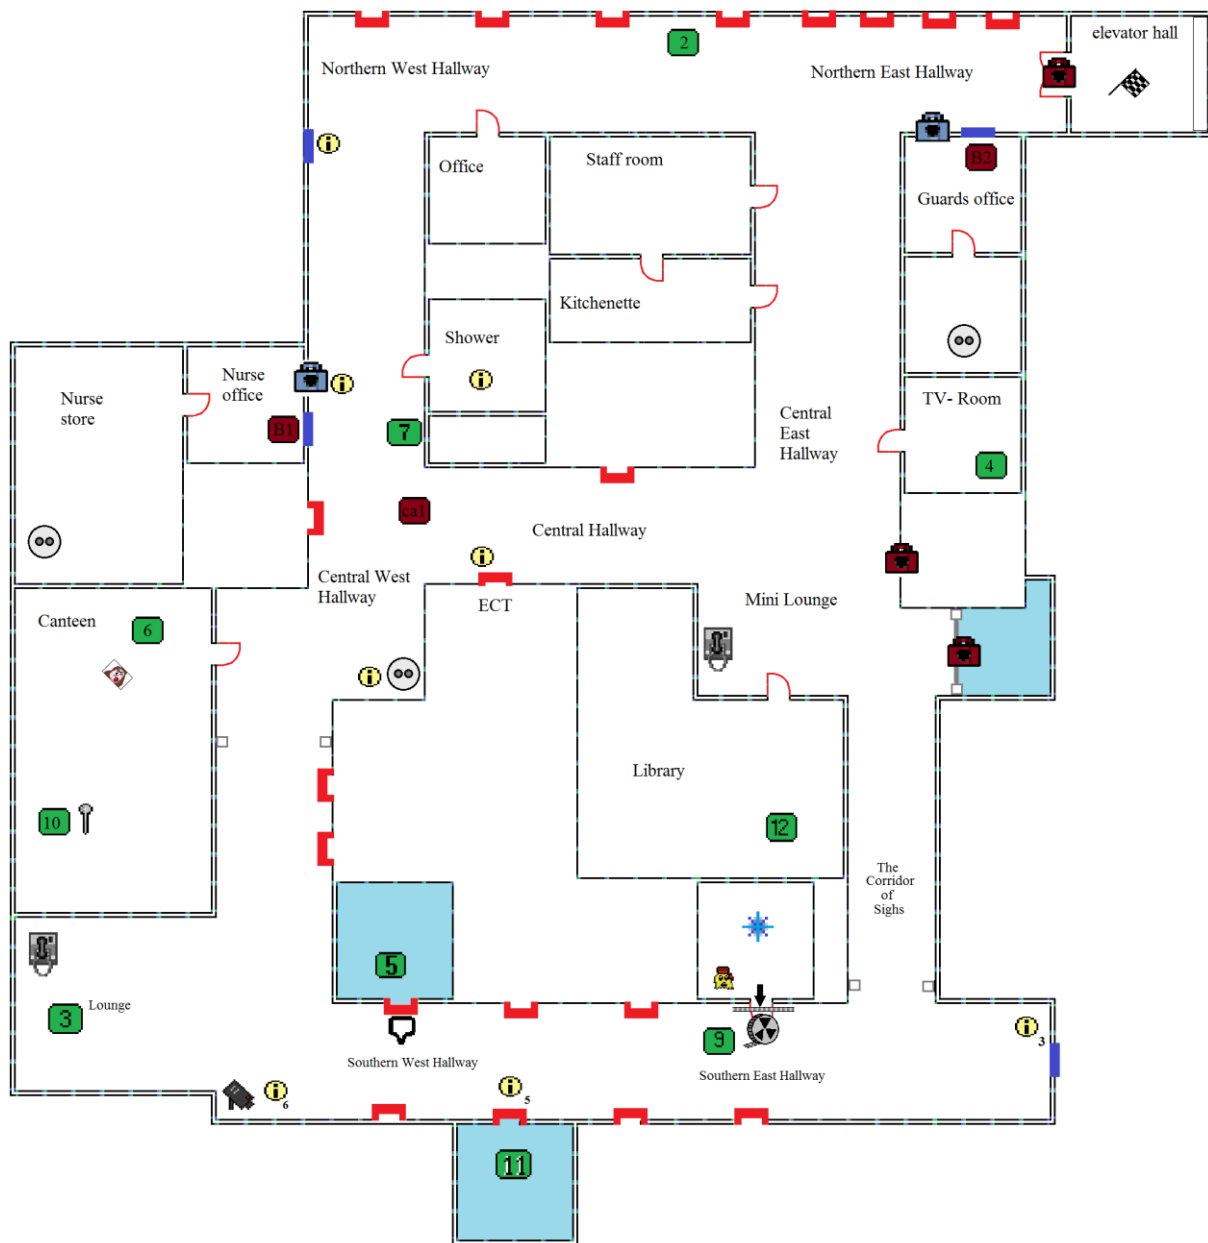 elevator hall
2
Northern West Hallway
Northern East Hallway
i
Office
Staff room
B2
Guards office
Kitchenette
Shower
i
Nurse
office
i
Nurse
store
TV- Room
B1
7
Central
East
Hallway
4
ca1
Central Hallway
i
Central West
Hallway
ECT
Mini Lounge
Canteen
6
i
Library
10
12
The
Corridor
of
Sighs
5
3
Lounge
9
i
3
Southern West Hallway
Southern East Hallway
i
6
i
5
11